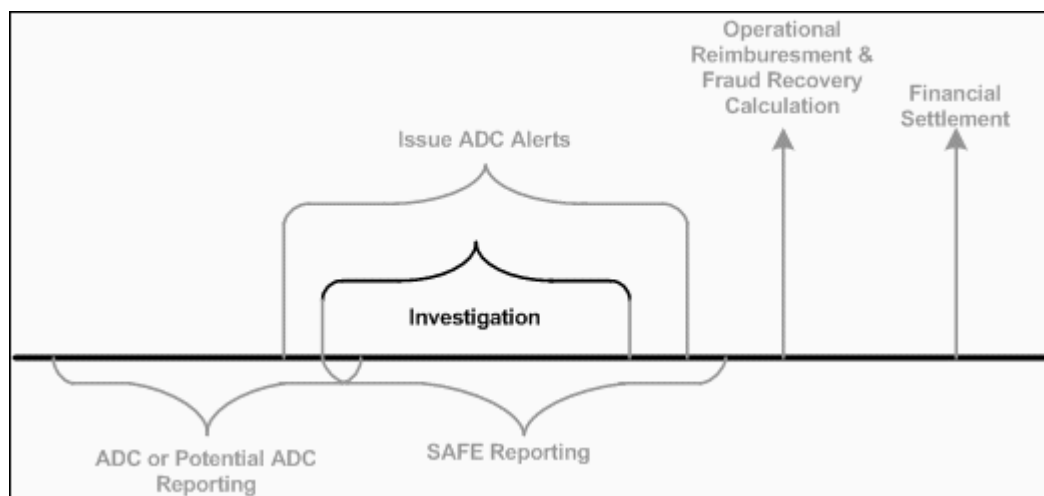 Operational
Reimburesment &
Fraud Recovery
Calculation
Financial
Settlement
Issue ADC Alerts
Investigation
ADC or Potential ADC
Reporting
SAFE Reporting